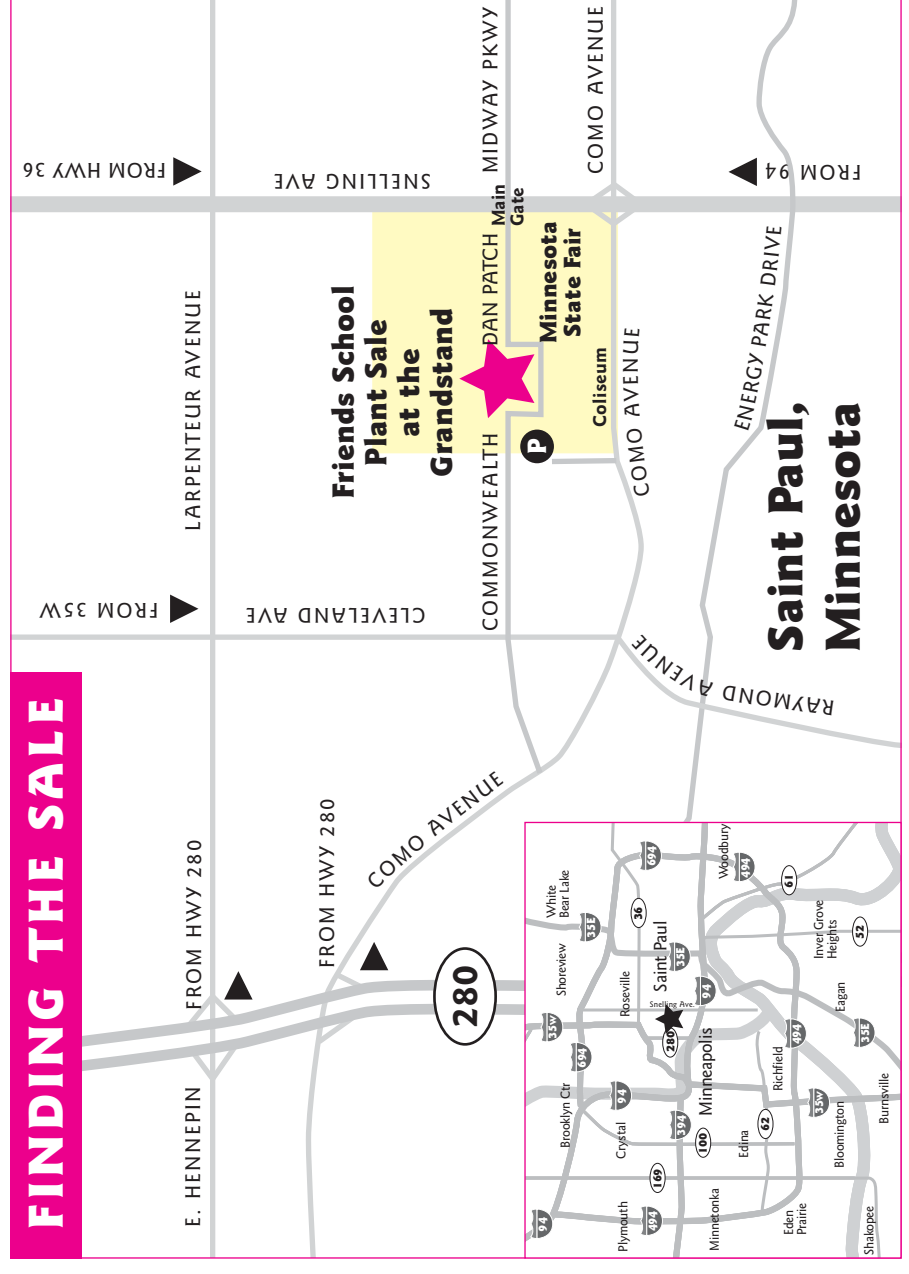 FINDING THE SALE
FROM HWY 280
FROM HWY 280
E. HENNEPIN
LARPENTEUR AVENUE
FROM 35W
FROM HWY 36
SNELLING AVE
CLEVELAND AVE
COMO AVENUE
280
Friends School
Plant Sale
at the
Grandstand
COMMONWEALTH
DAN PATCH
Main
Gate
MIDWAY PKWY
P
Minnesota
State Fair
Coliseum
COMO AVENUE
COMO AVENUE
FROM 94
ENERGY PARK DRIVE
RAYMOND AVENUE
Saint Paul,
Minnesota
94
Plymouth
494
Minnetonka
Eden
Prairie
Shakopee
169
Brooklyn Ctr
Crystal
94
394
100
Edina
62
Bloomington
35W
Burnsville
694
35W
Shoreview
Roseville
280
Minneapolis
Richfield
494
35E
Eagan
Snelling Ave.
Saint Paul
94
35E
35E
White
Bear Lake
36
694
Woodbury
494
61
Inver Grove
Heights
52